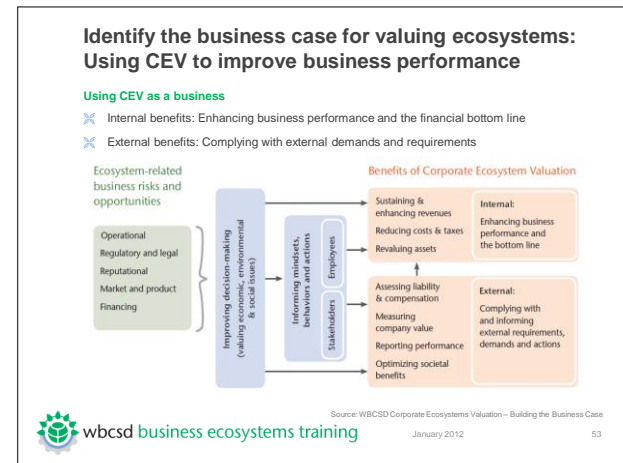 Identify the business case for valuing ecosystems:
Using CEV to improve business performance
Using CEV as a business
Internal benefits: Enhancing business performance and the financial bottom line
External benefits: Complying with external demands and requirements
Ecosystem-related
business risks and
opportunities
Operational
Regulatory and legal
Reputational
Market and product
Financing
Improving decision-making
(valuing economic, environmental
& social issues)
Informing mindsets,
behaviors and actions
Employees
Stakeholders
Benefits of Corporate Ecosystem Valuation
Sustaining &
enhancing revenues
Reducing costs & taxes
Revaluing assets
Internal:
Enhancing business
performance and
the bottom line
Assessing liability
& compensation
Measuring
company value
Reporting performance
Optimizing societal
benefits
External:
Complying with
and informing
external requirements,
demands and actions
Source: WBCSD Corporate Ecosystems Valuation – Building the Business Case
wbcsd business ecosystems training
January 2012
53